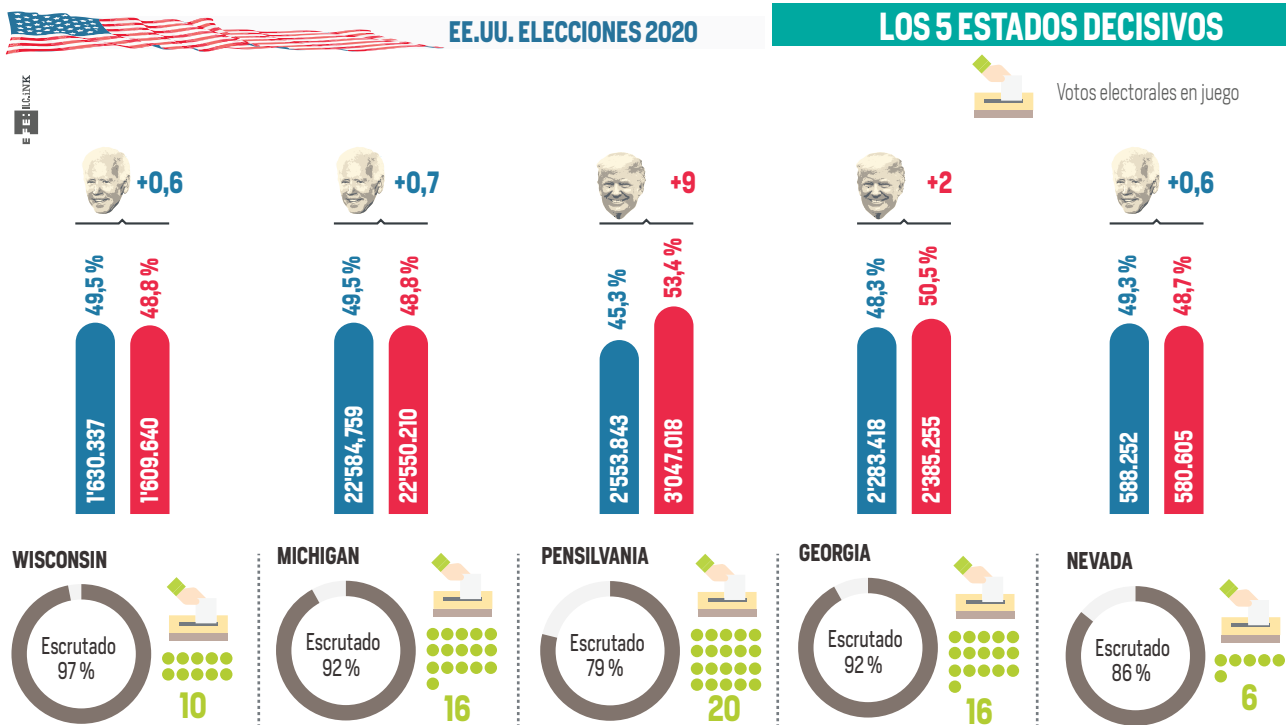 EE.UU. ELECCIONES 2020
LOS 5 ESTADOS DECISIVOS
Votos electorales en juego
EFE: ILC.iNK
+0,6
49,5 %
48,8 %
1'630.337
1'609.640
WISCONSIN
Escrutado
97 %
10
+0,7
49,5 %
48,8 %
22'584,759
22'550.210
MICHIGAN
Escrutado
92 %
16
+9
45,3 %
53,4 %
2'553.843
3'047.018
PENSILVANIA
Escrutado
79 %
20
+2
48,3 %
50,5 %
2'283.418
2'385.255
GEORGIA
Escrutado
92 %
16
+0,6
49,3 %
48,7 %
588.252
580.605
NEVADA
Escrutado
86 %
6